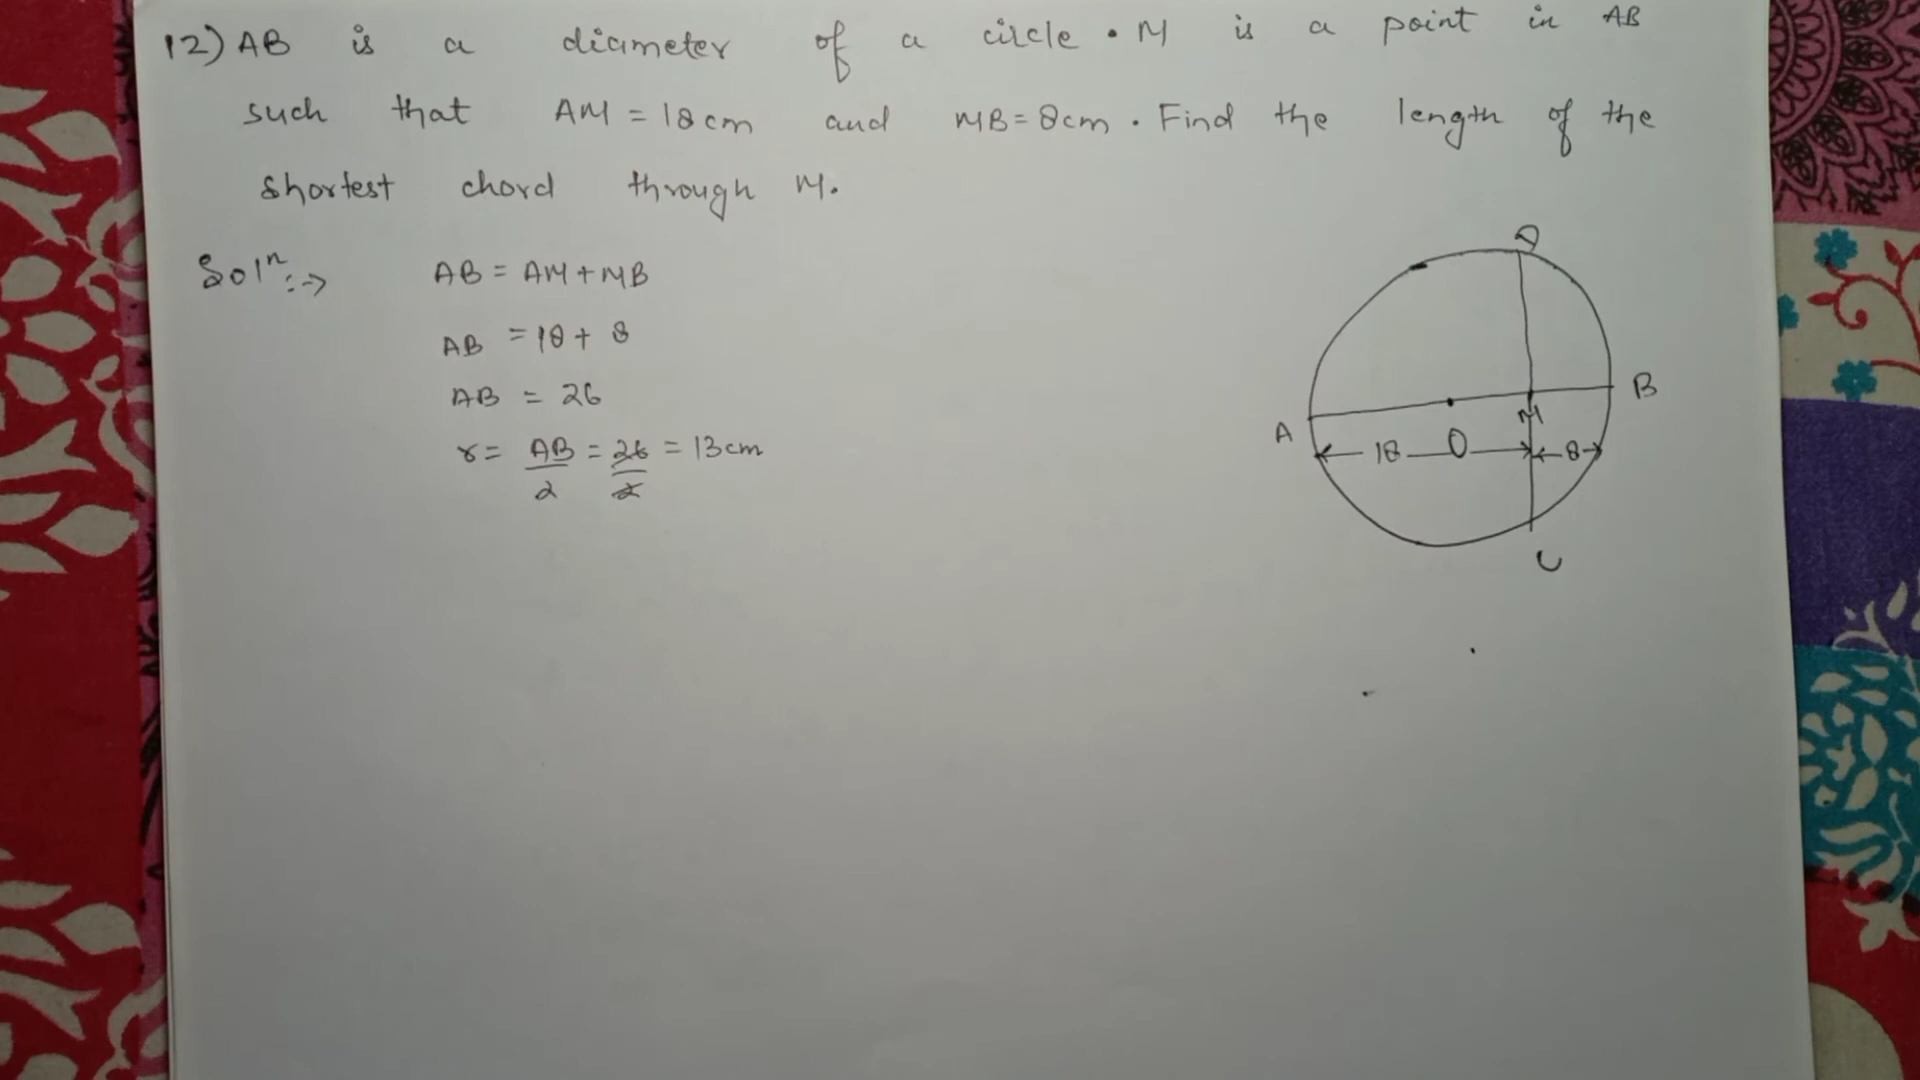 12) AB is a diameter of a circle. M is a point in AB
such that AM = 18cm and MB = 8cm. Find the length of the
shortest chord through M.
Solⁿ :→ AB = AM + MB
AB = 18 + 8
AB = 26
r = AB/2 = 26/2 = 13cm
D
A
B
M
18
O
8
C